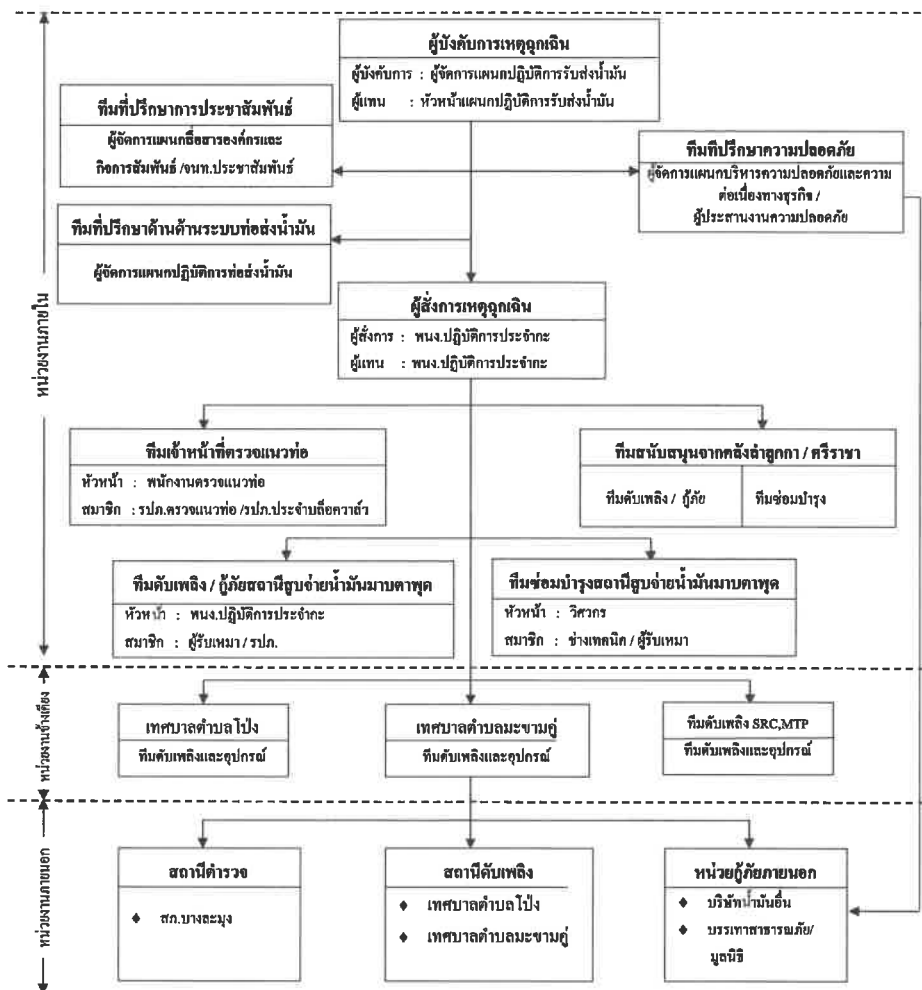 ผู้บังคับการเหตุฉุกเฉิน
ผู้บังคับการ : ผู้จัดการแผนกปฏิบัติการรับส่งน้ำมัน
ผู้แทน : หัวหน้าแผนกปฏิบัติการรับส่งน้ำมัน
ทีมที่ปรึกษาการประชาสัมพันธ์
ผู้จัดการแผนกสื่อสารองค์กรและ
กิจการสัมพันธ์ /จนท.ประชาสัมพันธ์
ทีมที่ปรึกษาความปลอดภัย
ผู้จัดการแผนกบริหารความปลอดภัยและความ
ต่อเนื่องทางธุรกิจ /
ผู้ประสานงานความปลอดภัย
ทีมที่ปรึกษาด้านด้านระบบท่อส่งน้ำมัน
ผู้จัดการแผนกปฏิบัติการท่อส่งน้ำมัน
หน่วยงานภายใน
ผู้สั่งการเหตุฉุกเฉิน
ผู้สั่งการ : พนง.ปฏิบัติการประจำกะ
ผู้แทน : พนง.ปฏิบัติการประจำกะ
ทีมเจ้าหน้าที่ตรวจแนวท่อ
หัวหน้า : พนักงานตรวจแนวท่อ
สมาชิก : รปภ.ตรวจแนวท่อ /รปภ.ประจำบล็อควาล์ว
ทีมสนับสนุนจากคลังลำลูกกา / ศรีราชา
ทีมดับเพลิง / กู้ภัย
ทีมซ่อมบำรุง
ทีมดับเพลิง / กู้ภัยสถานีสูบจ่ายน้ำมันมาบตาพุด
หัวหน้า : พนง.ปฏิบัติการประจำกะ
สมาชิก : ผู้รับเหมา / รปภ.
ทีมซ่อมบำรุงสถานีสูบจ่ายน้ำมันมาบตาพุด
หัวหน้า : วิศวกร
สมาชิก : ช่างเทคนิค / ผู้รับเหมา
หน่วยงานข้างเคียง
เทศบาลตำบลโป่ง
ทีมดับเพลิงและอุปกรณ์
เทศบาลตำบลมะขามคู่
ทีมดับเพลิงและอุปกรณ์
ทีมดับเพลิง SRC,MTP
ทีมดับเพลิงและอุปกรณ์
หน่วยงานภายนอก
สถานีตำรวจ
♦ สภ.บางละมุง
สถานีดับเพลิง
♦ เทศบาลตำบลโป่ง
♦ เทศบาลตำบลมะขามคู่
หน่วยกู้ภัยภายนอก
♦ บริษัทน้ำมันอื่น
♦ บรรเทาสาธารณภัย/
มูลนิธิ